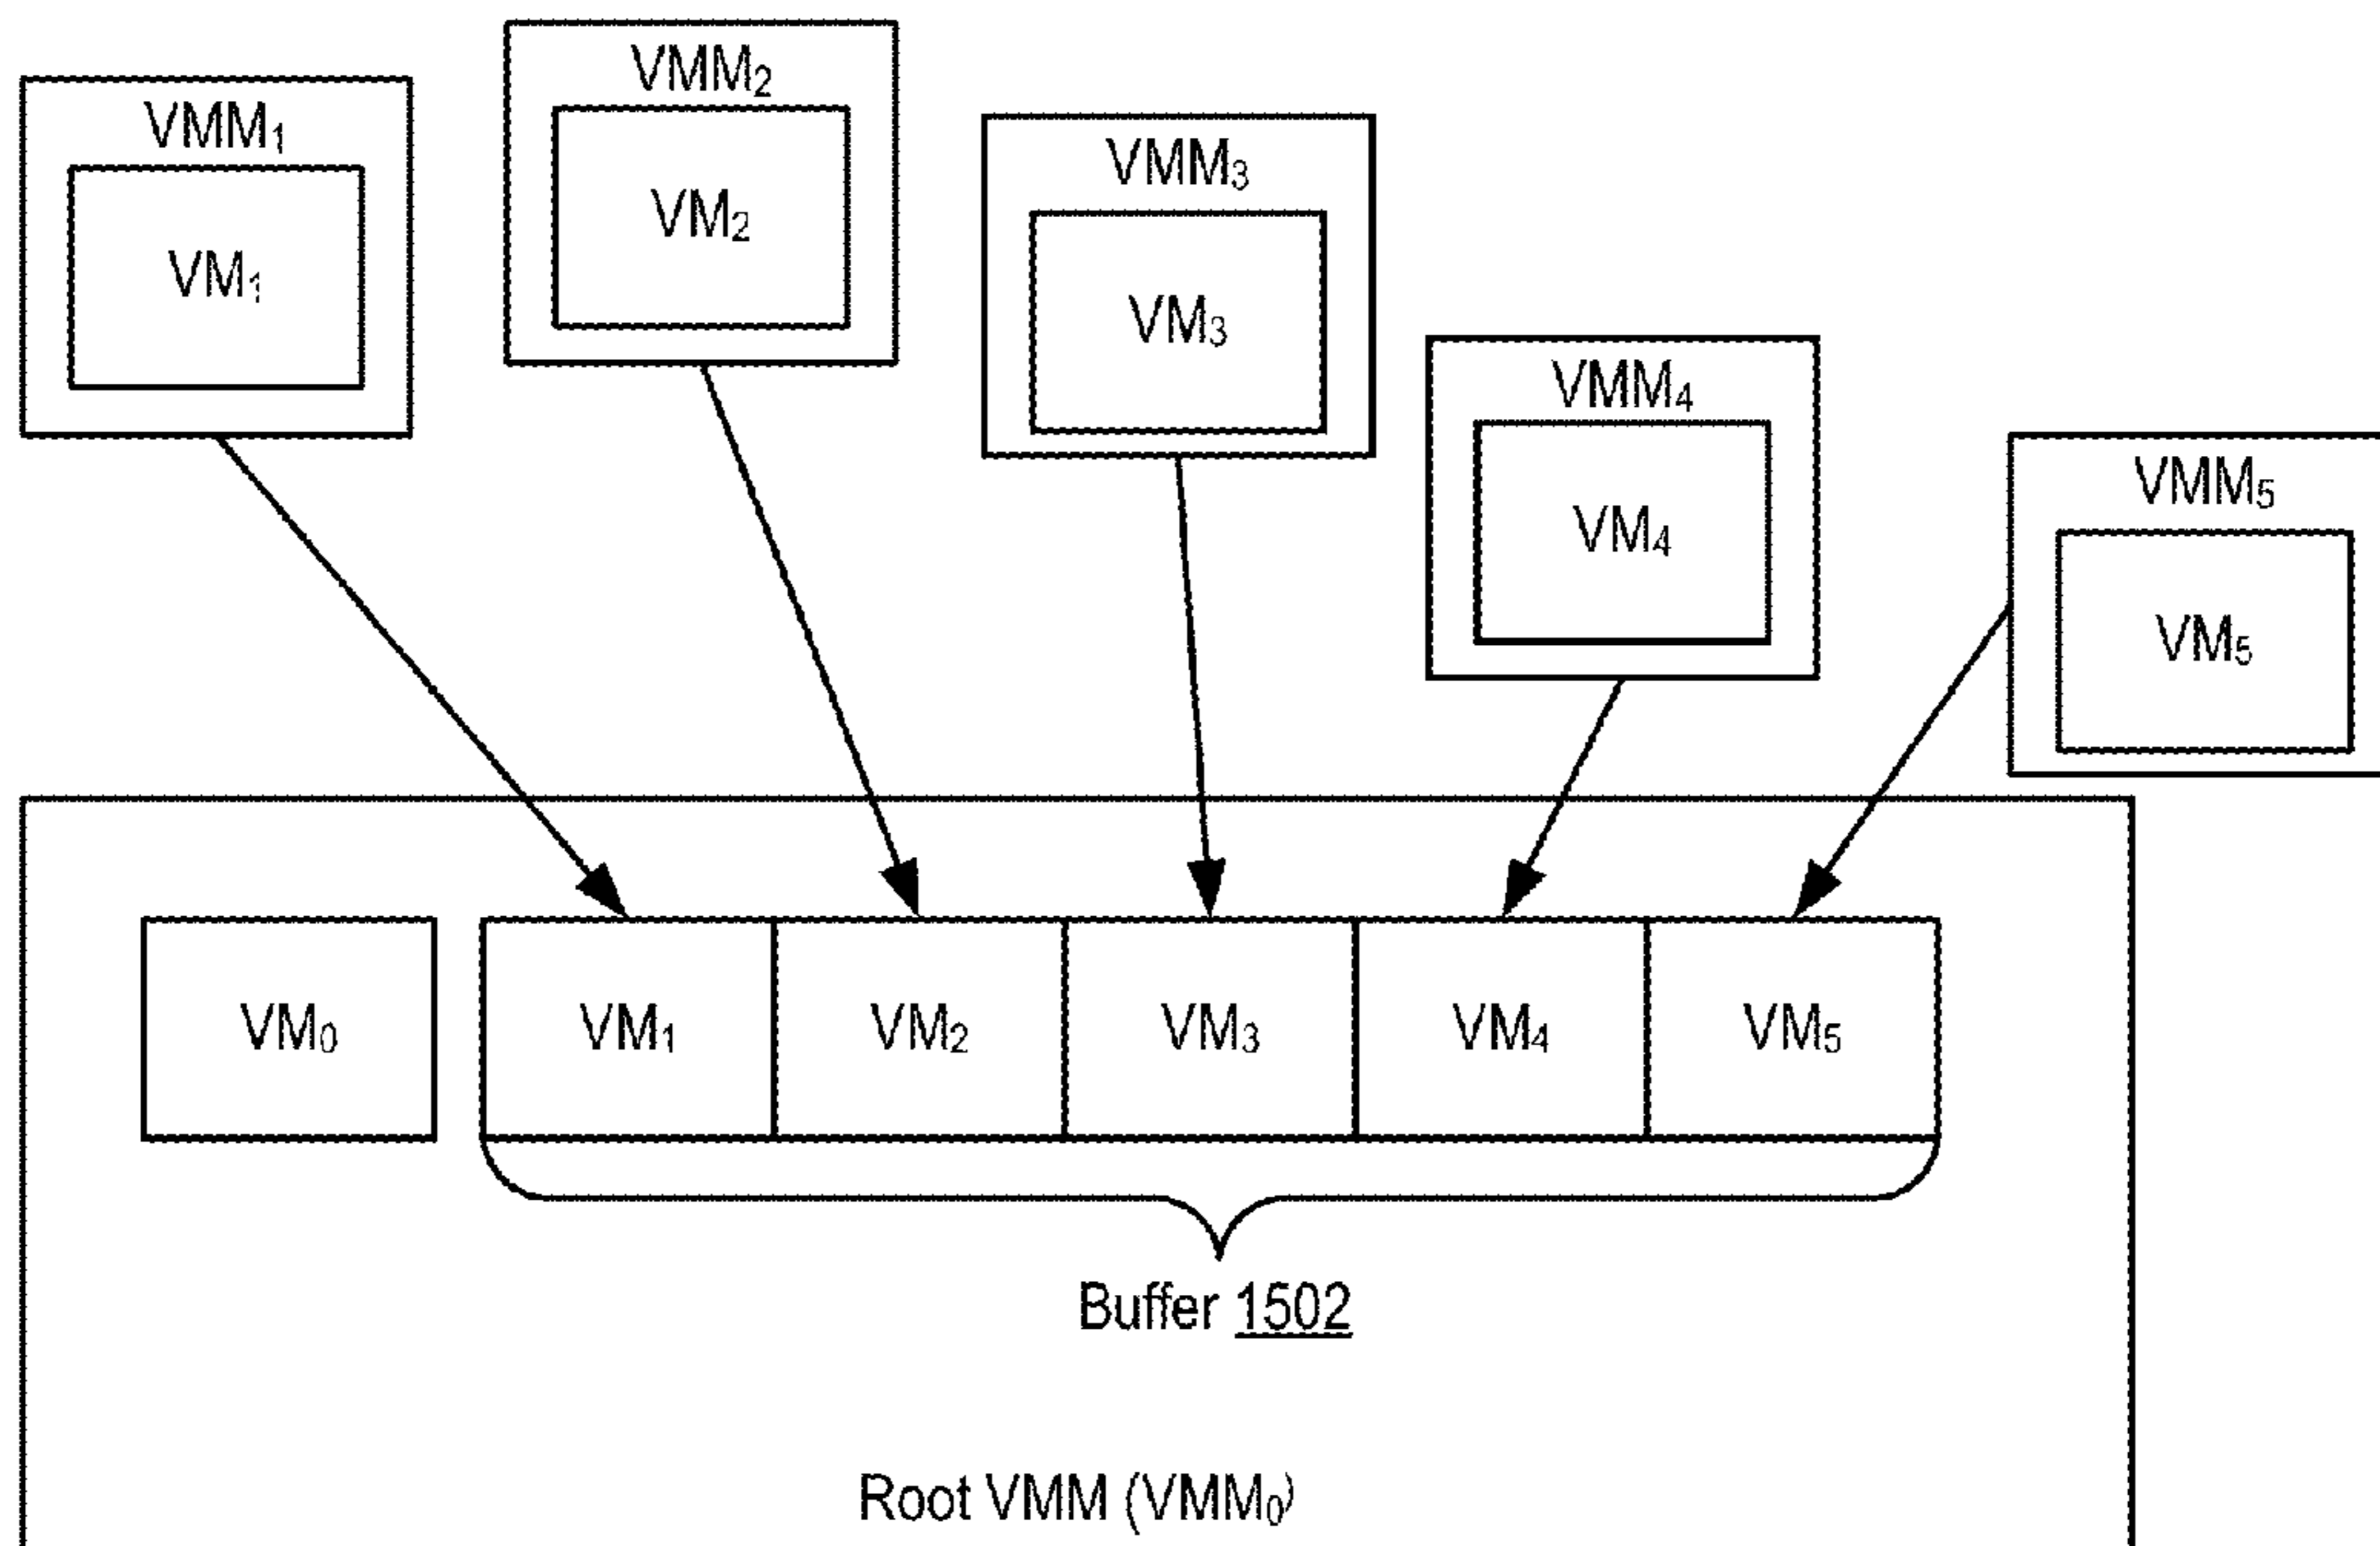 VMM₁
VM₁
VMM₂
VM₂
VMM₃
VM₃
VMM₄
VM₄
VMM₅
VM₅
VM₀
VM₁
VM₂
VM₃
VM₄
VM₅
Buffer 1502
Root VMM (VMM₀)